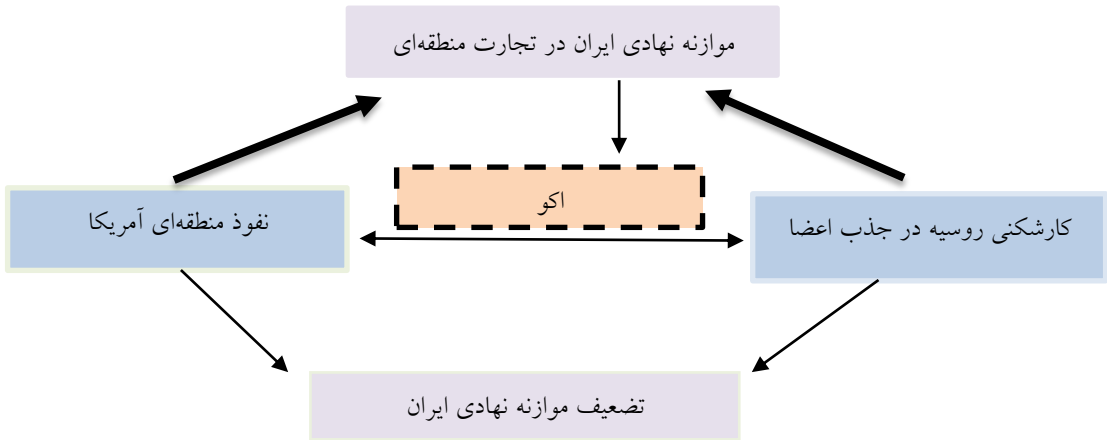 موازنه نهادی ایران در تجارت منطقه‌ای
اکو
کارشکنی روسیه در جذب اعضا
نفوذ منطقه‌ای آمریکا
تضعیف موازنه نهادی ایران